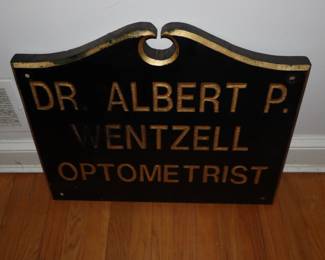 DR. ALBERT P.
WENTZELL
OPTOMETRIST